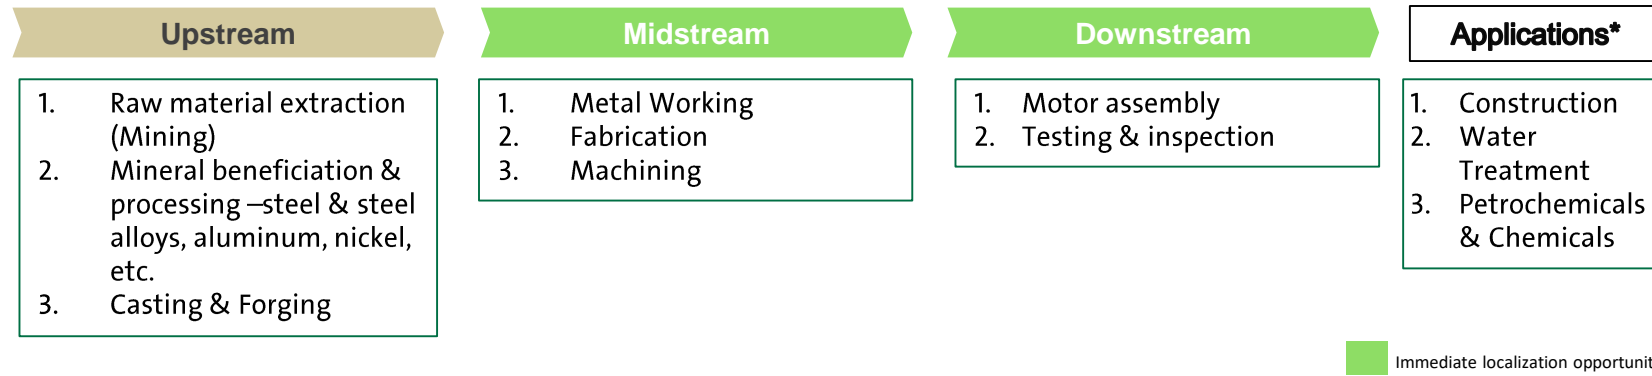 Upstream
1. Raw material extraction
(Mining)
2. Mineral beneficiation &
processing –steel & steel
alloys, aluminum, nickel,
etc.
3. Casting & Forging
Midstream
1. Metal Working
2. Fabrication
3. Machining
Downstream
1. Motor assembly
2. Testing & inspection
Applications*
1. Construction
2. Water
Treatment
3. Petrochemicals
& Chemicals
Immediate localization opportunit